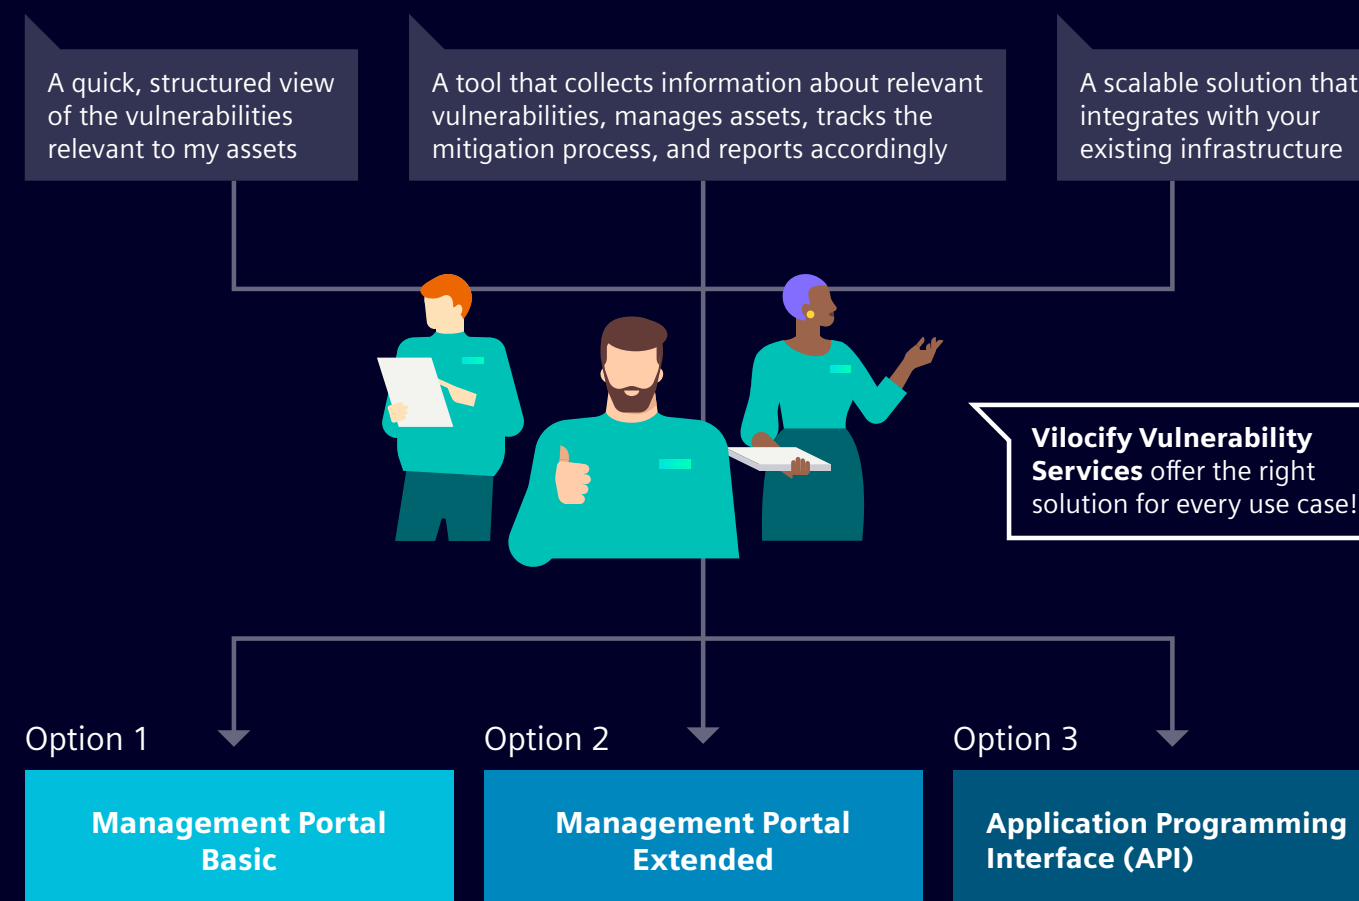 A quick, structured view
of the vulnerabilities
relevant to my assets
A tool that collects information about relevant
vulnerabilities, manages assets, tracks the
mitigation process, and reports accordingly
A scalable solution that
integrates with your
existing infrastructure
Vilocify Vulnerability
Services offer the right
solution for every use case!
Option 1
Option 2
Option 3
Management Portal
Basic
Management Portal
Extended
Application Programming
Interface (API)